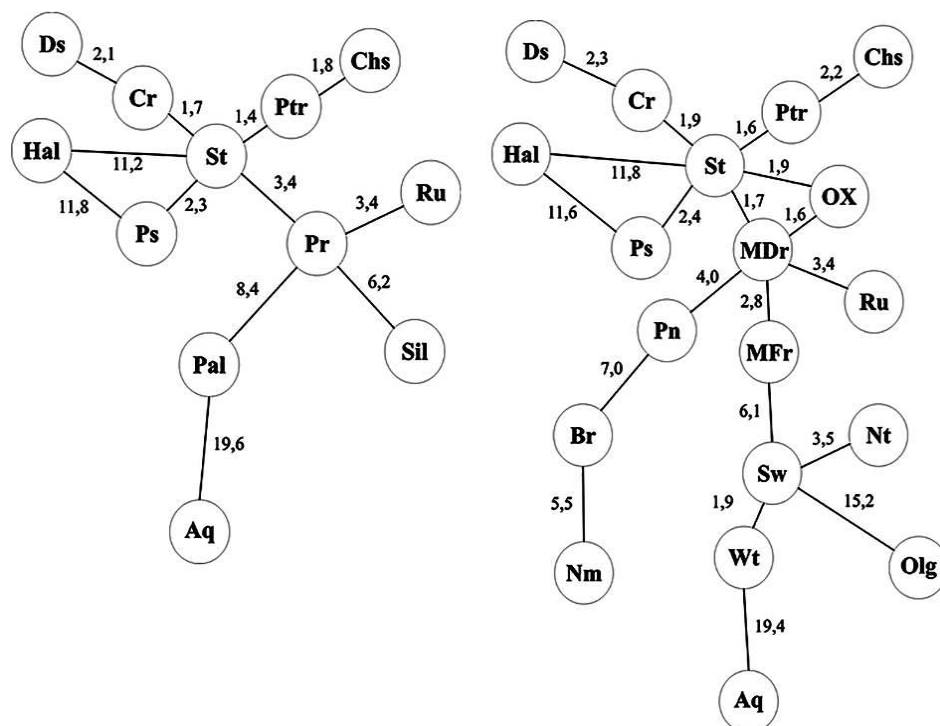 Ds
2,1
Cr
1,7
1,8
Chs
Ptr
1,4
Hal
11,2
St
11,8
2,3
Ps
3,4
3,4
Ru
Pr
8,4
6,2
Pal
Sil
19,6
Aq
Ds
2,3
Cr
1,9
2,2
Chs
Ptr
1,6
Hal
11,8
St
1,9
OX
11,6
2,4
Ps
1,7
1,6
MDr
4,0
3,4
Ru
2,8
Pn
MFr
7,0
6,1
Br
3,5
Nt
Sw
5,5
1,9
15,2
Nm
Wt
Olg
19,4
Aq